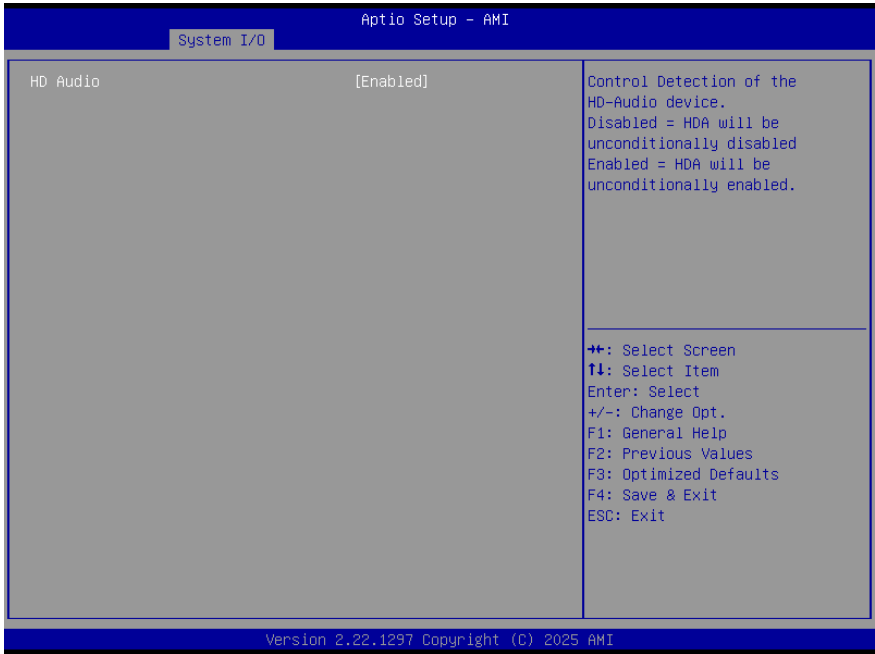 Aptio Setup – AMI
System I/O
HD Audio [Enabled]
Control Detection of the
HD-Audio device.
Disabled = HDA will be
unconditionally disabled
Enabled = HDA will be
unconditionally enabled.
→←: Select Screen
↑↓: Select Item
Enter: Select
+/-: Change Opt.
F1: General Help
F2: Previous Values
F3: Optimized Defaults
F4: Save & Exit
ESC: Exit
Version 2.22.1297 Copyright (C) 2025 AMI